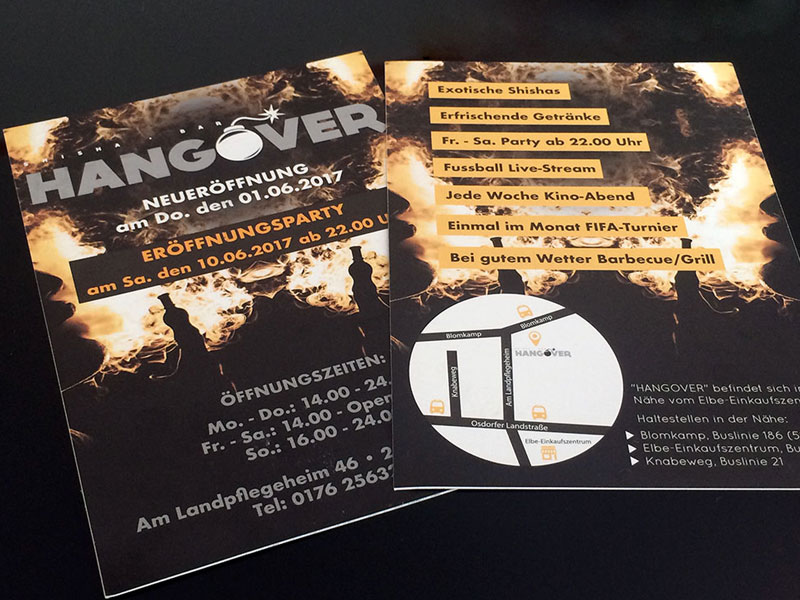 SHISHA - BAR
HANGOVER
NEUERÖFFNUNG
am Do. den 01.06.2017
ERÖFFNUNGSPARTY
am Sa. den 10.06.2017 ab 22.00 U
ÖFFNUNGSZEITEN:
Mo. - Do.: 14.00 - 24.
Fr. - Sa.: 14.00 - Open
So.: 16.00 - 24.0
Am Landpflegeheim 46 • 2
Tel: 0176 2563
Exotische Shishas
Erfrischende Getränke
Fr. - Sa. Party ab 22.00 Uhr
Fussball Live-Stream
Jede Woche Kino-Abend
Einmal im Monat FIFA-Turnier
Bei gutem Wetter Barbecue/Grill
Blomkamp
Blomkamp
HANGOVER
Knabeweg
Am Landpflegeheim
Osdorfer Landstraße
Elbe-Einkaufszentrum
"HANGOVER" befindet sich in
Nähe vom Elbe-Einkaufszen
Haltestellen in der Nähe:
Blomkamp, Buslinie 186 (5
Elbe-Einkaufszentrum, Bu
Knabeweg, Buslinie 21